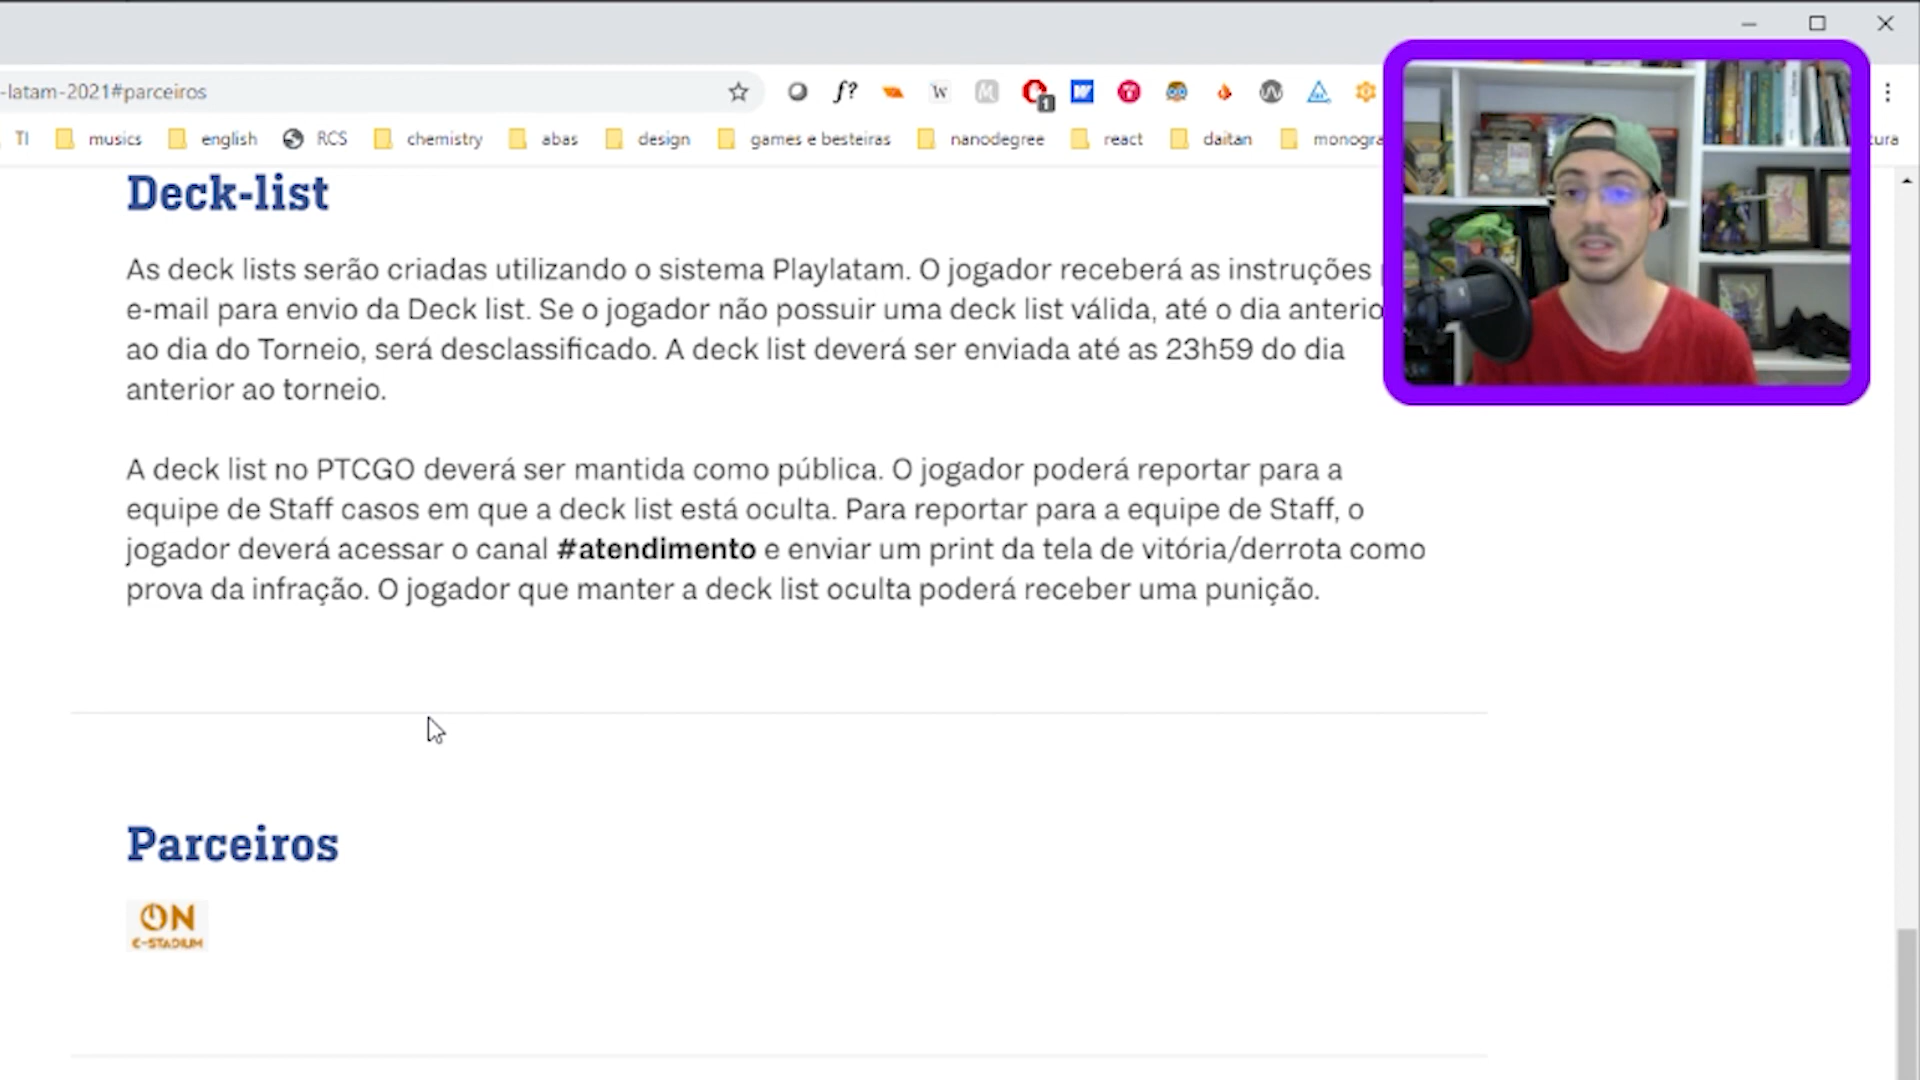 -latam-2021#parceiros
f?
W
M
1
TI musics english RCS chemistry abas design games e besteiras nanodegree react daitan
Deck-list
As deck lists serão criadas utilizando o sistema Playlatam. O jogador receberá as instruções
e-mail para envio da Deck list. Se o jogador não possuir uma deck list válida, até o dia
ao dia do Torneio, será desclassificado. A deck list deverá ser enviada até as 23h59 do dia
anterior ao torneio.
A deck list no PTCGO deverá ser mantida como pública. O jogador poderá reportar para a
equipe de Staff casos em que a deck list está oculta. Para reportar para a equipe de Staff, o
jogador deverá acessar o canal #atendimento e enviar um print da tela de vitória/derrota como
prova da infração. O jogador que manter a deck list oculta poderá receber uma punição.
Parceiros
ON
E-STADIUM